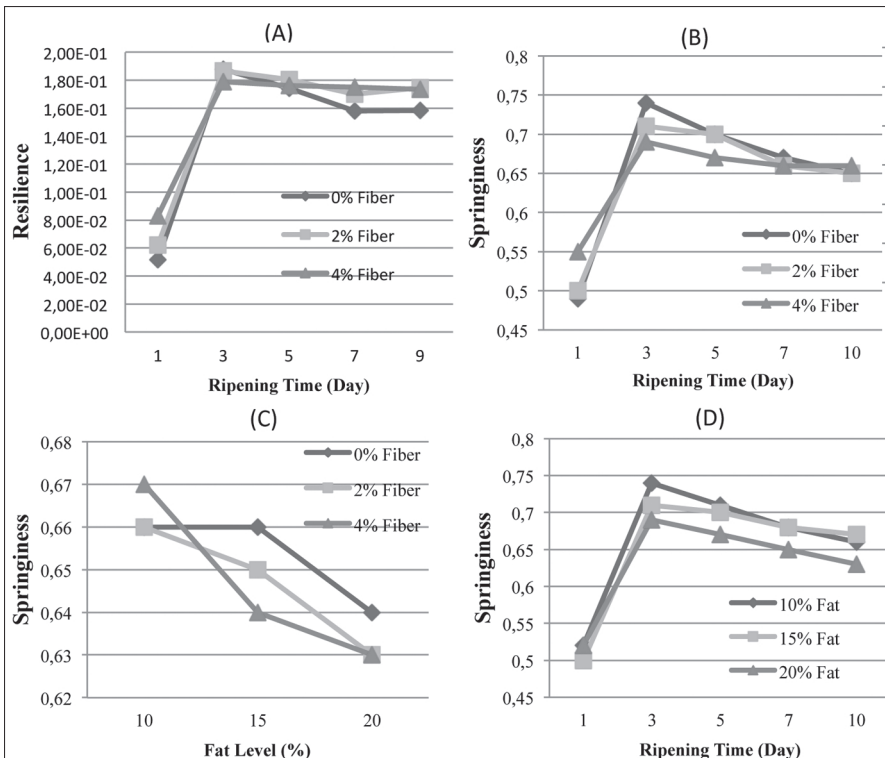 (A)
2,00E-01
1,80E-01
1,60E-01
1,40E-01
1,20E-01
1,00E-01
8,00E-02
6,00E-02
4,00E-02
2,00E-02
0,00E+00
Resilience
0% Fiber
2% Fiber
4% Fiber
1 3 5 7 9
Ripening Time (Day)
(B)
0,8
0,75
0,7
0,65
0,6
0,55
0,5
0,45
Springiness
0% Fiber
2% Fiber
4% Fiber
1 3 5 7 10
Ripening Time (Day)
(C)
0,68
0,67
0,66
0,65
0,64
0,63
0,62
Springiness
0% Fiber
2% Fiber
4% Fiber
10 15 20
Fat Level (%)
(D)
0,8
0,75
0,7
0,65
0,6
0,55
0,5
0,45
Springiness
10% Fat
15% Fat
20% Fat
1 3 5 7 10
Ripening Time (Day)